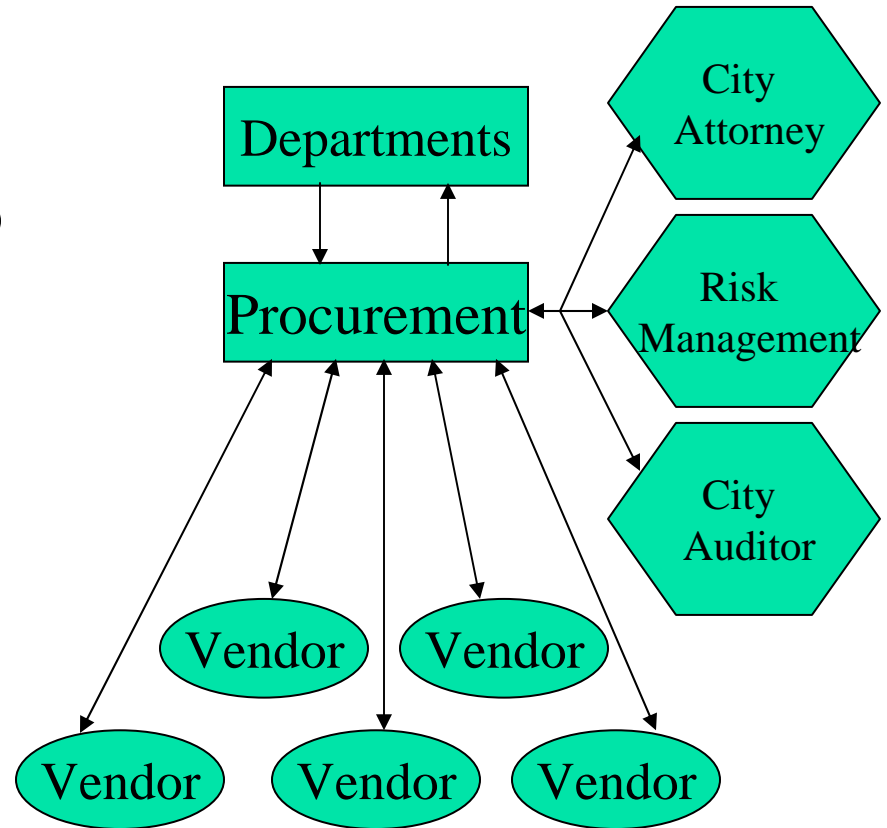 City
Attorney
Departments
Risk
Management
Procurement
City
Auditor
Vendor
Vendor
Vendor
Vendor
Vendor